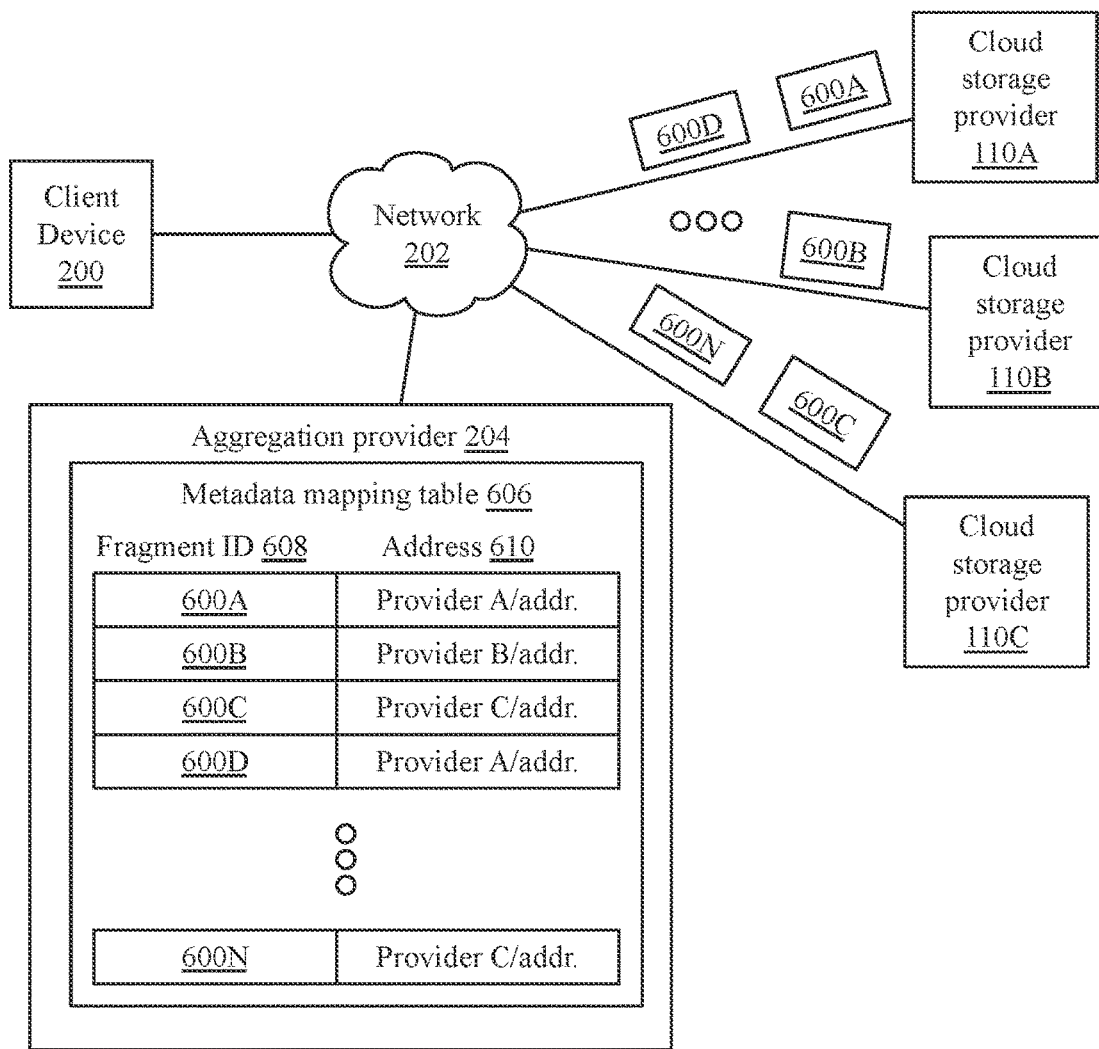 Cloud
storage
provider
110A
600A
600D
Client
Device
200
Network
202
600B
Cloud
storage
provider
110B
600N
600C
Cloud
storage
provider
110C
Aggregation provider 204
Metadata mapping table 606
Fragment ID 608 Address 610
600A Provider A/addr.
600B Provider B/addr.
600C Provider C/addr.
600D Provider A/addr.
600N Provider C/addr.